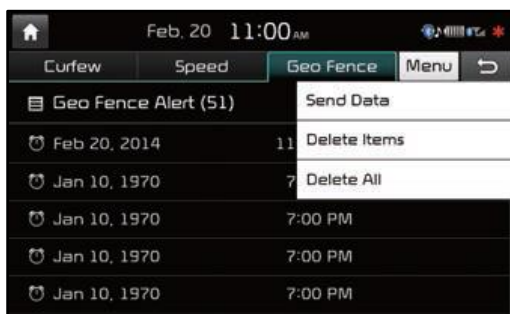 Feb, 20 11:00 AM
Curfew Speed Geo Fence Menu
Geo Fence Alert (51)
Send Data
Feb 20, 2014 11
Delete Items
Jan 10, 1970 7
Delete All
Jan 10, 1970 7:00 PM
Jan 10, 1970 7:00 PM
Jan 10, 1970 7:00 PM